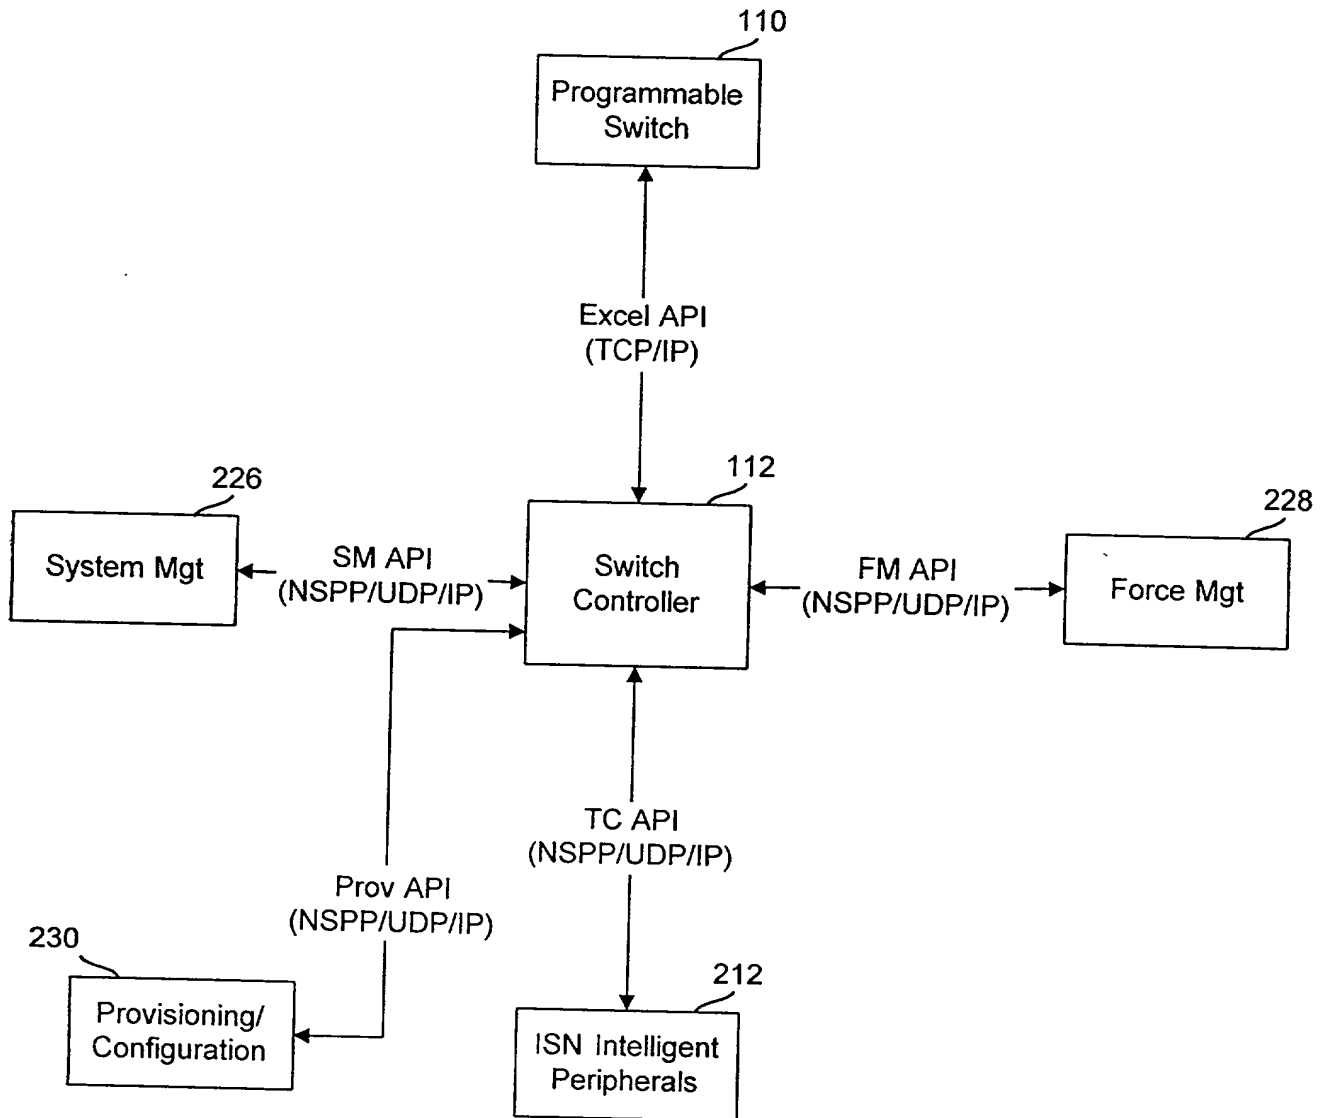 110
Programmable
Switch
Excel API
(TCP/IP)
112
226
228
System Mgt
SM API
(NSPP/UDP/IP)
Switch
Controller
FM API
(NSPP/UDP/IP)
Force Mgt
TC API
(NSPP/UDP/IP)
Prov API
(NSPP/UDP/IP)
230
212
Provisioning/
Configuration
ISN Intelligent
Peripherals